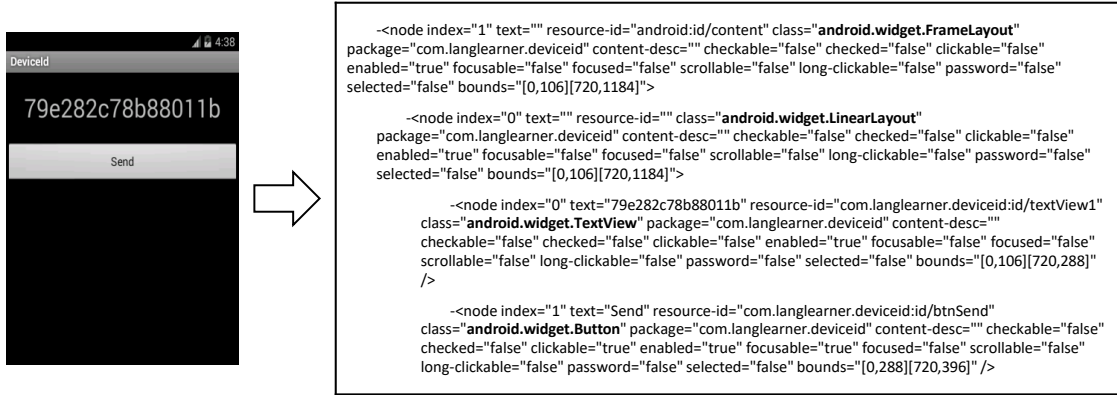 4:38
DeviceId
79e282c78b88011b
Send
-<node index="1" text="" resource-id="android:id/content" class="android.widget.FrameLayout"
package="com.langlearner.deviceid" content-desc="" checkable="false" checked="false" clickable="false"
enabled="true" focusable="false" focused="false" scrollable="false" long-clickable="false" password="false"
selected="false" bounds="[0,106][720,1184]">
-<node index="0" text="" resource-id="" class="android.widget.LinearLayout"
package="com.langlearner.deviceid" content-desc="" checkable="false" checked="false" clickable="false"
enabled="true" focusable="false" focused="false" scrollable="false" long-clickable="false" password="false"
selected="false" bounds="[0,106][720,1184]">
-<node index="0" text="79e282c78b88011b" resource-id="com.langlearner.deviceid:id/textView1"
class="android.widget.TextView" package="com.langlearner.deviceid" content-desc=""
checkable="false" checked="false" clickable="false" enabled="true" focusable="false" focused="false"
scrollable="false" long-clickable="false" password="false" selected="false" bounds="[0,106][720,288]"
/>
-<node index="1" text="Send" resource-id="com.langlearner.deviceid:id/btnSend"
class="android.widget.Button" package="com.langlearner.deviceid" content-desc="" checkable="false"
checked="false" clickable="true" enabled="true" focusable="true" focused="false" scrollable="false"
long-clickable="false" password="false" selected="false" bounds="[0,288][720,396]" />